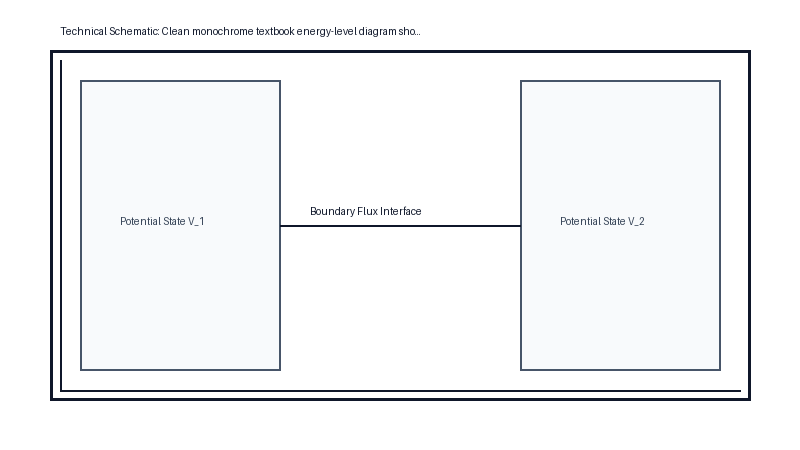 Technical Schematic: Clean monochrome textbook energy-level diagram sho...
Boundary Flux Interface
Potential State V_1
Potential State V_2